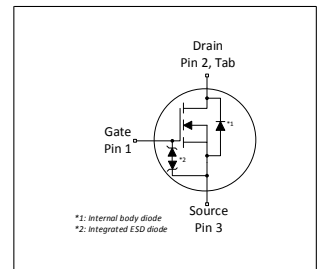 Drain
Pin 2, Tab
*1
Gate
Pin 1
*2
*1: Internal body diode
*2: Integrated ESD diode
Source
Pin 3